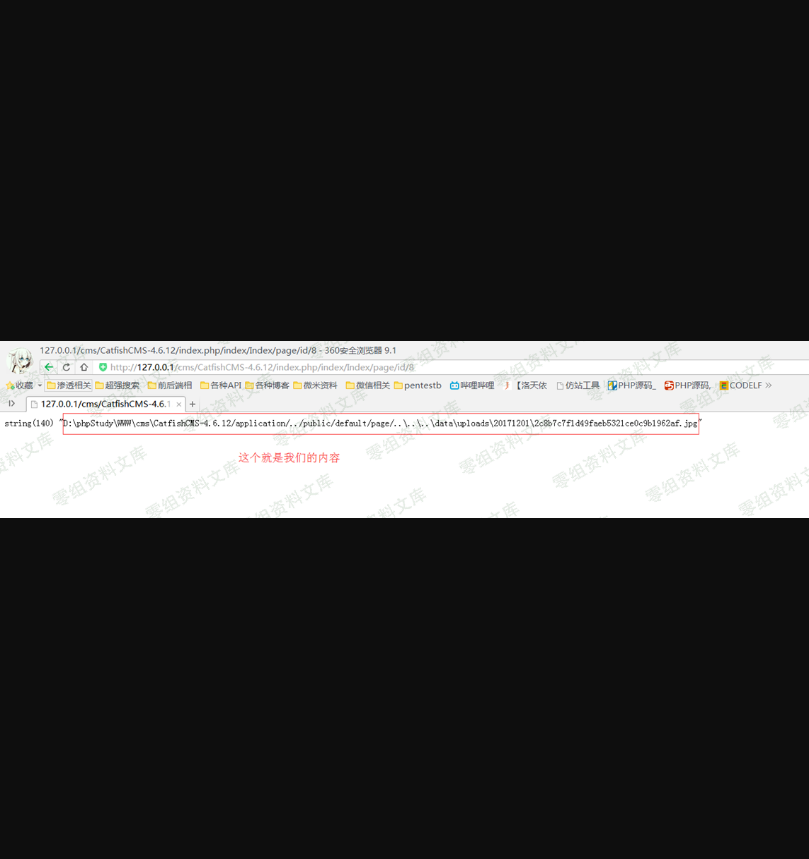 127.0.0.1/cms/CatfishCMS-4.6.12/index.php/index/Index/page/id/8 - 360安全浏览器 9.1
http://127.0.0.1/cms/CatfishCMS-4.6.12/index.php/index/Index/page/id/8
收藏 渗透相关 超强搜索 前后端相 各种API 各种博客 微米资料 微信相关 pentestb 哔哩哔哩 【洛天依 仿站工具 PHP源码_ PHP源码, CODELF »
127.0.0.1/cms/CatfishCMS-4.6.1 × +
string(140) "D:\phpStudy\WWW\cms\CatfishCMS-4.6.12/application/../public/default/page/..\..\..\data\uploads\20171201\2c8b7c7f1d49faeb5321ce0c9b1962af.jpg"
这个就是我们的内容
零组资料文库